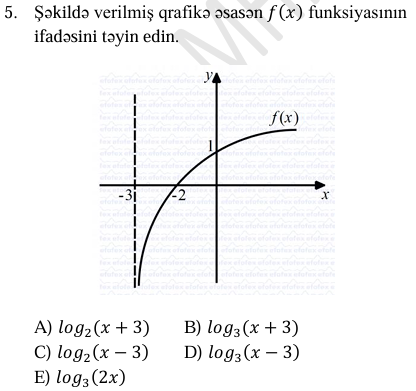 5. Şəkildə verilmiş qrafikə əsasən f(x) funksiyasının
ifadəsini təyin edin.
y
f(x)
1
-3
-2
x
A) log₂(x + 3) B) log₃(x + 3)
C) log₂(x − 3) D) log₃(x − 3)
E) log₃(2x)